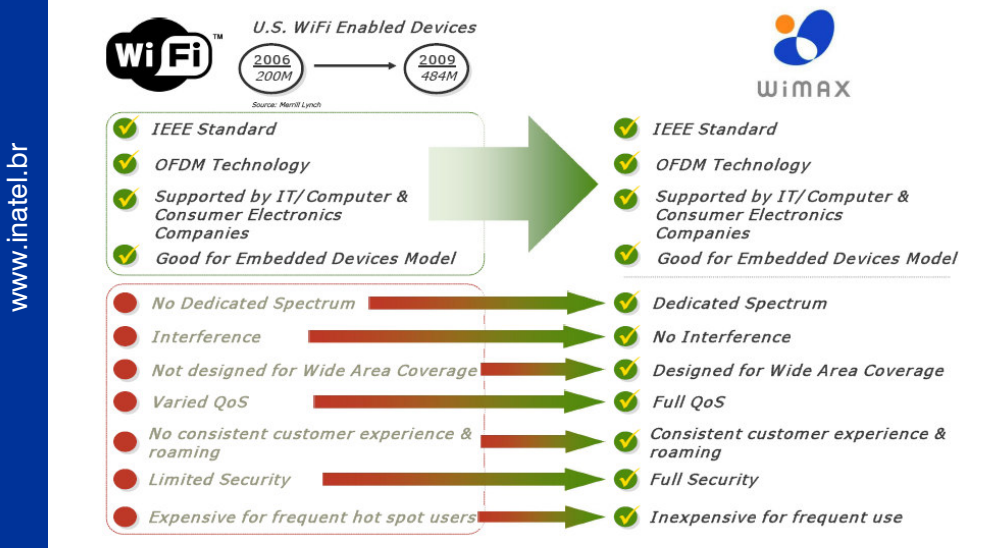 www.inatel.br
Wi Fi ™
U.S. WiFi Enabled Devices
2006
200M
2009
484M
Source: Merrill Lynch
WiMAX
IEEE Standard
OFDM Technology
Supported by IT/Computer &
Consumer Electronics
Companies
Good for Embedded Devices Model
IEEE Standard
OFDM Technology
Supported by IT/Computer &
Consumer Electronics
Companies
Good for Embedded Devices Model
No Dedicated Spectrum
Dedicated Spectrum
Interference
No Interference
Not designed for Wide Area Coverage
Designed for Wide Area Coverage
Varied QoS
Full QoS
No consistent customer experience &
roaming
Consistent customer experience &
roaming
Limited Security
Full Security
Expensive for frequent hot spot users
Inexpensive for frequent use